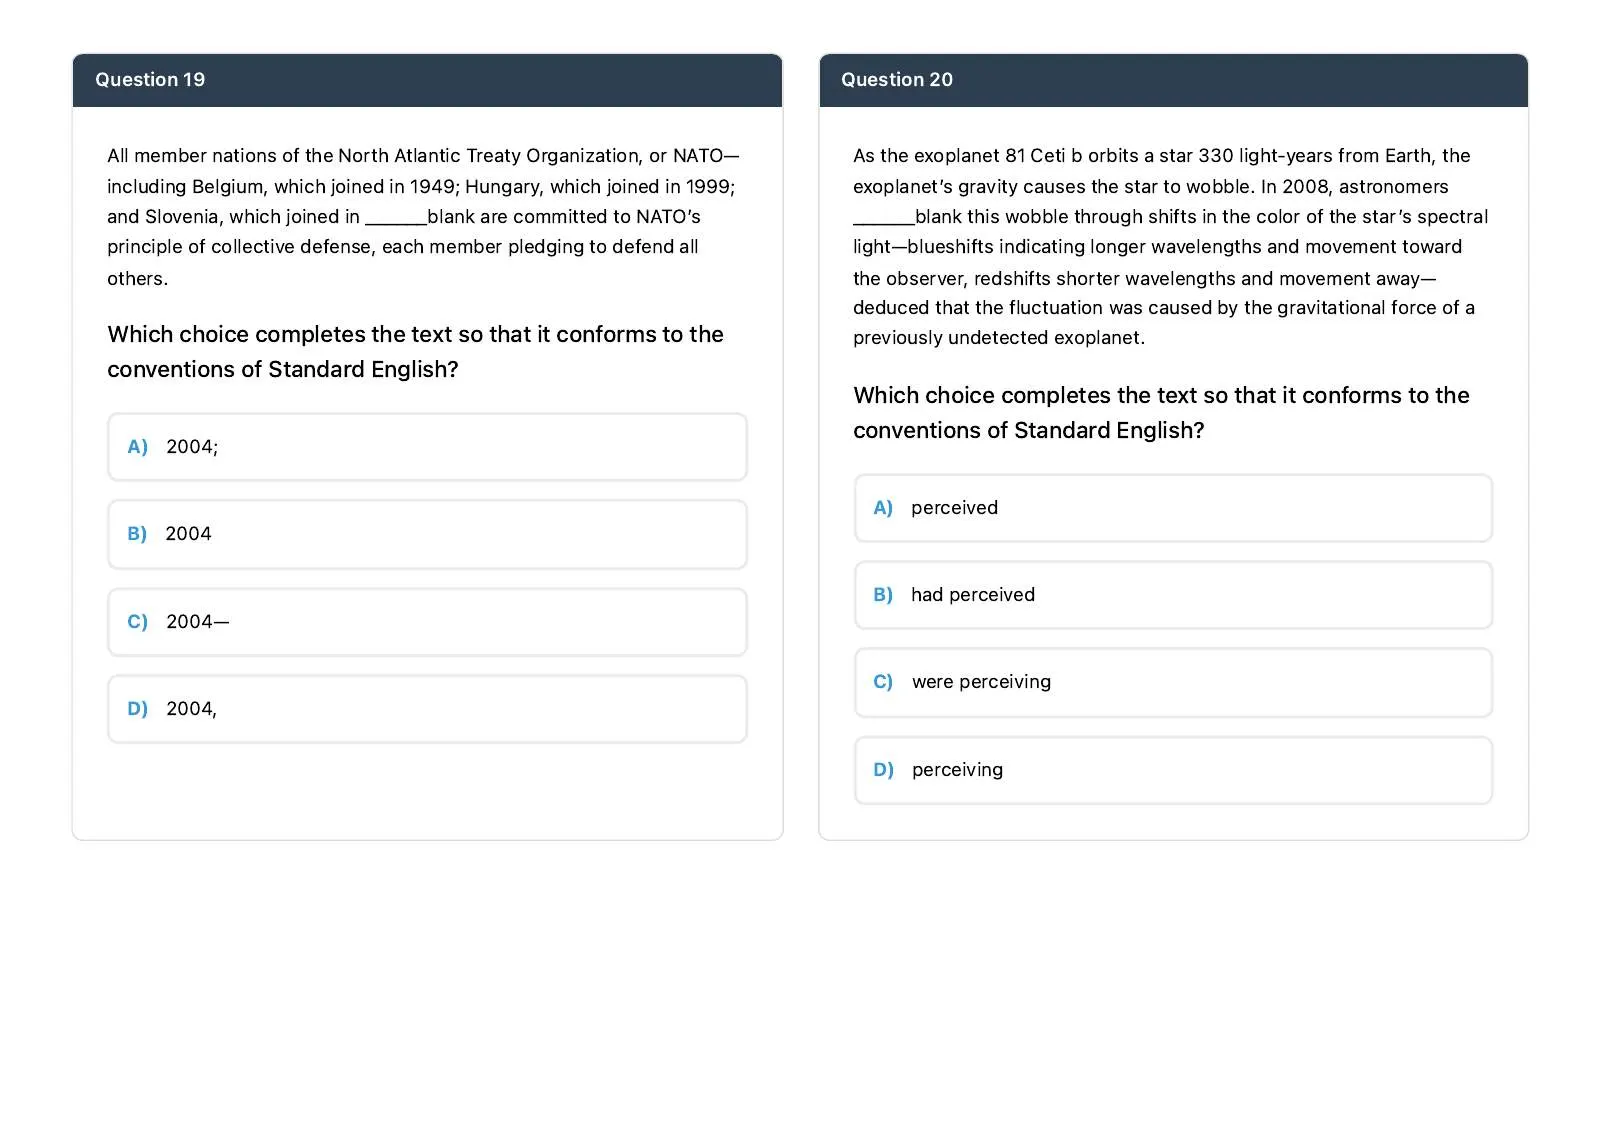 Question 19
All member nations of the North Atlantic Treaty Organization, or NATO—
including Belgium, which joined in 1949; Hungary, which joined in 1999;
and Slovenia, which joined in ______blank are committed to NATO’s
principle of collective defense, each member pledging to defend all
others.
Which choice completes the text so that it conforms to the
conventions of Standard English?
A) 2004;
B) 2004
C) 2004—
D) 2004,
Question 20
As the exoplanet 81 Ceti b orbits a star 330 light-years from Earth, the
exoplanet’s gravity causes the star to wobble. In 2008, astronomers
______blank this wobble through shifts in the color of the star’s spectral
light—blueshifts indicating longer wavelengths and movement toward
the observer, redshifts shorter wavelengths and movement away—
deduced that the fluctuation was caused by the gravitational force of a
previously undetected exoplanet.
Which choice completes the text so that it conforms to the
conventions of Standard English?
A) perceived
B) had perceived
C) were perceiving
D) perceiving